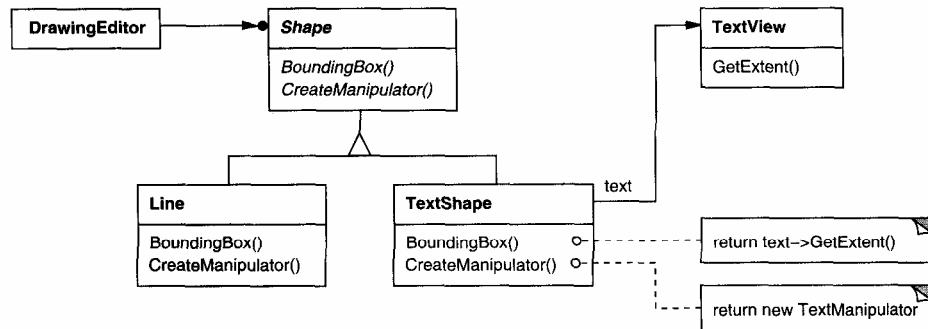 DrawingEditor
Shape
BoundingBox()
CreateManipulator()
TextView
GetExtent()
Line
BoundingBox()
CreateManipulator()
TextShape
BoundingBox()
CreateManipulator()
text
return text->GetExtent()
return new TextManipulator